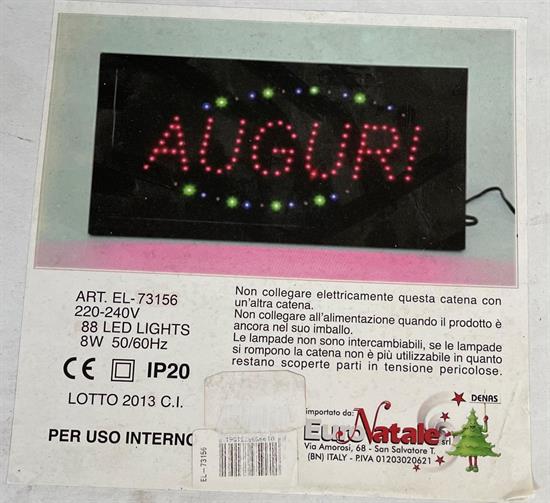 AUGURI
ART. EL-73156
220-240V
88 LED LIGHTS
8W 50/60Hz
CE IP20
LOTTO 2013 C.I.
PER USO INTERNO
Non collegare elettricamente questa catena con
un'altra catena.
Non collegare all'alimentazione quando il prodotto è
ancora nel suo imballo.
Le lampade non sono intercambiabili, se le lampade
si rompono la catena non è più utilizzabile in quanto
restano scoperte parti in tensione pericolose.
EL-73156
importato da:
DENAS
EuroNatale srl
Via Amorosi, 68 - San Salvatore T.
(BN) ITALY - P.IVA 01203020621